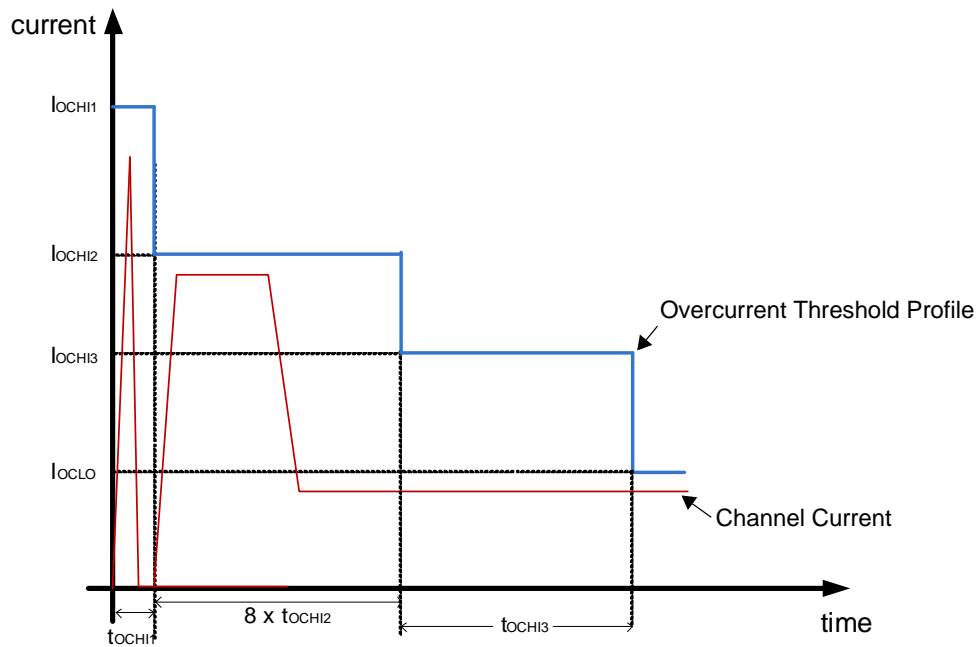 current
IOCHI1
IOCHI2
Overcurrent Threshold Profile
IOCHI3
IOCLO
Channel Current
tOCHI1
8 x tOCHI2
tOCHI3
time